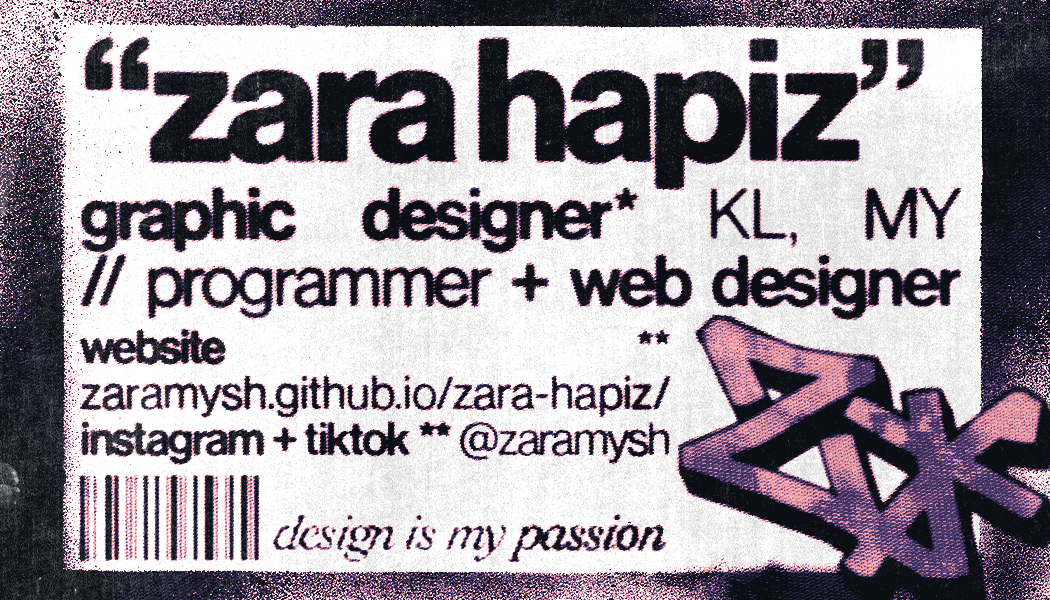 “zara hapiz”
graphic designer* KL, MY
// programmer + web designer
website **
zaramysh.github.io/zara-hapiz/
instagram + tiktok ** @zaramysh
design is my passion